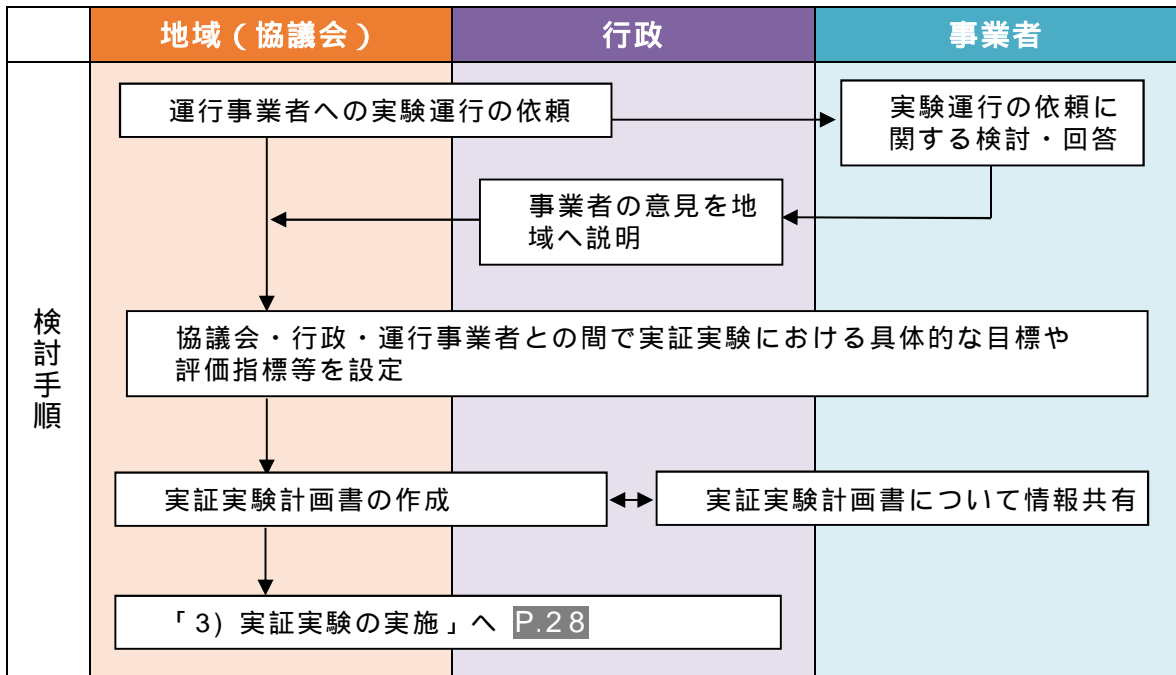 地域（協議会）
行政
事業者
検討手順
運行事業者への実験運行の依頼
実験運行の依頼に
関する検討・回答
事業者の意見を地
域へ説明
協議会・行政・運行事業者との間で実証実験における具体的な目標や
評価指標等を設定
実証実験計画書の作成
実証実験計画書について情報共有
「3) 実証実験の実施」へ P.28